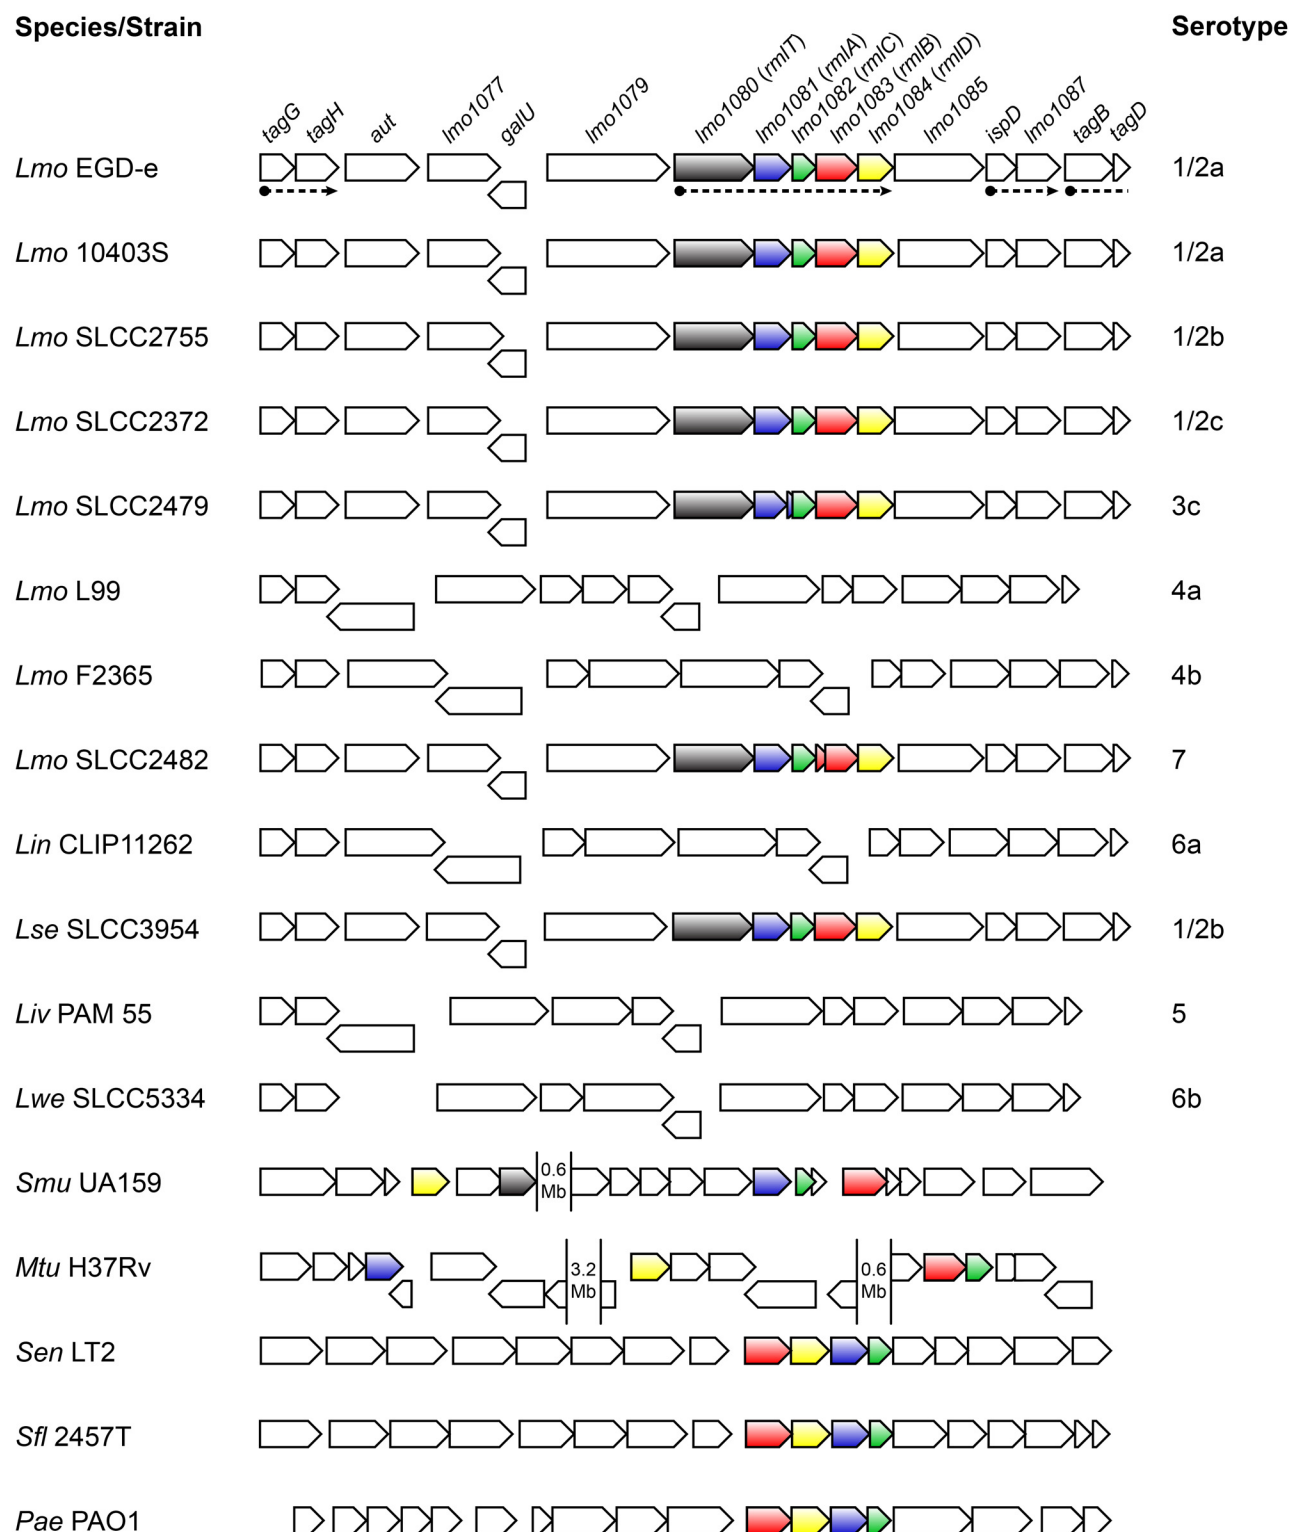 Species/Strain
Serotype
tagG tagH aut lmo1077 galU lmo1079 lmo1080 (rmlT) lmo1081 (rmlA) lmo1082 (rmlC) lmo1083 (rmlB) lmo1084 (rmlD) lmo1085 ispD lmo1087 tagB tagD
Lmo EGD-e 1/2a
Lmo 10403S 1/2a
Lmo SLCC2755 1/2b
Lmo SLCC2372 1/2c
Lmo SLCC2479 3c
Lmo L99 4a
Lmo F2365 4b
Lmo SLCC2482 7
Lin CLIP11262 6a
Lse SLCC3954 1/2b
Liv PAM 55 5
Lwe SLCC5334 6b
Smu UA159 0.6 Mb
Mtu H37Rv 3.2 Mb 0.6 Mb
Sen LT2
Sfl 2457T
Pae PAO1